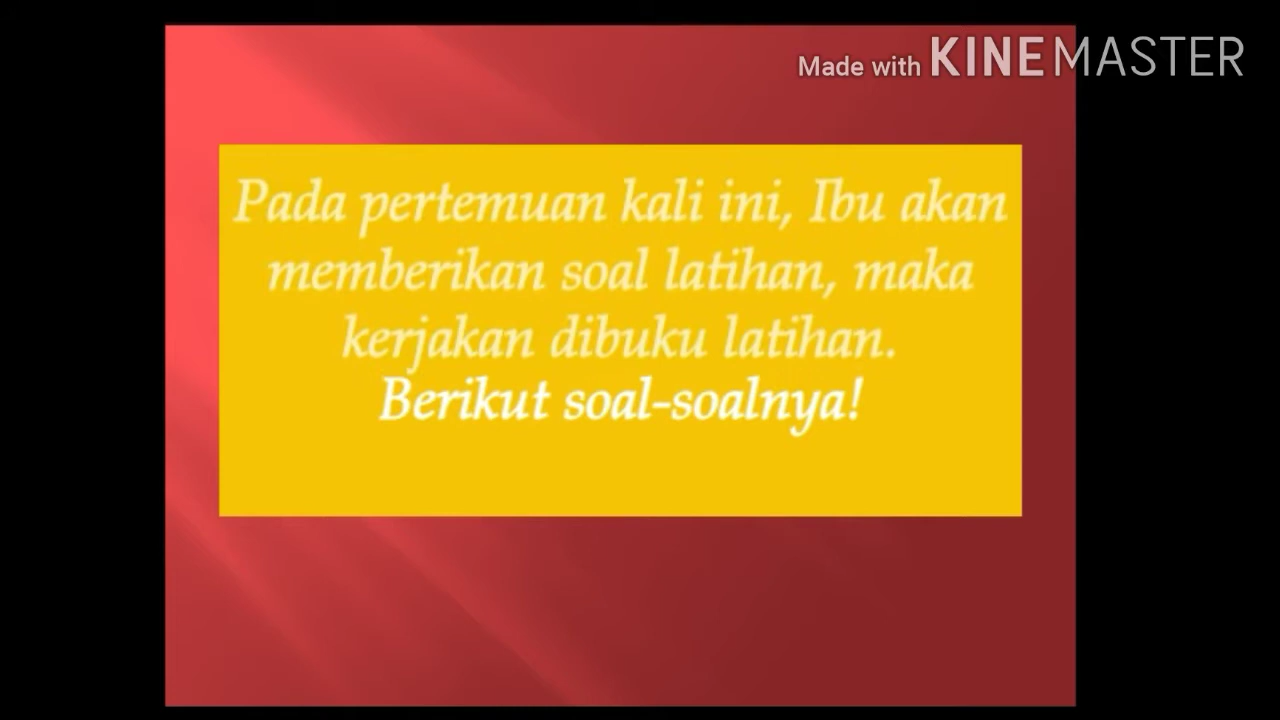 Made with KINEMASTER
Pada pertemuan kali ini, Ibu akan
memberikan soal latihan, maka
kerjakan dibuku latihan.
Berikut soal-soalnya!